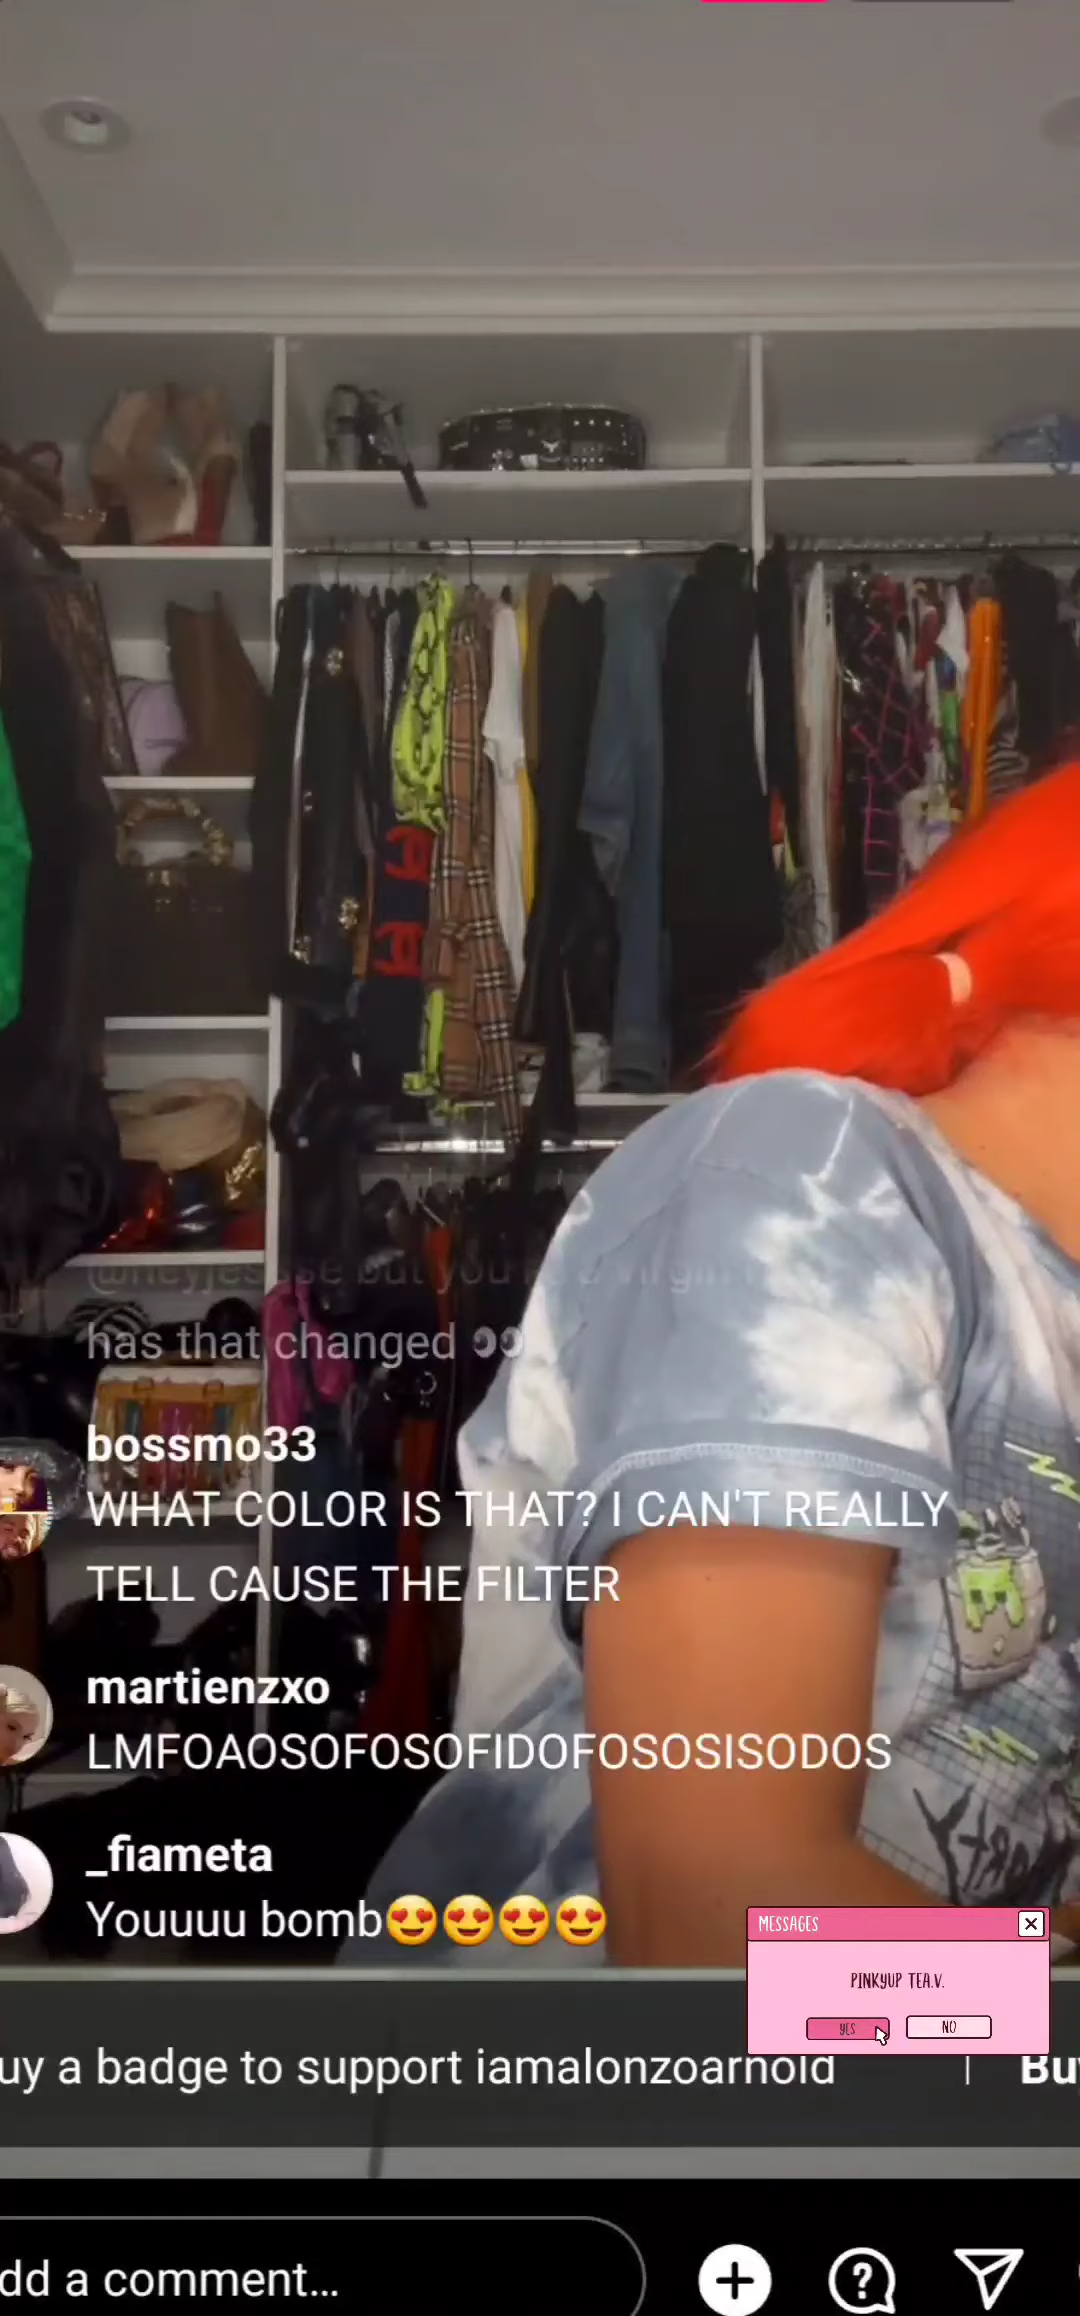 has that changed 👀
bossmo33
WHAT COLOR IS THAT? I CAN'T REALLY
TELL CAUSE THE FILTER
martienzxo
LMFOAOSOFOSOFIDOFOSOSISODOS
_fiameta
Youuuu bomb😍😍😍😍
MESSAGES
PINKYUP TEA.V.
YES
NO
uy a badge to support iamalonzoarnold | Bu
dd a comment...